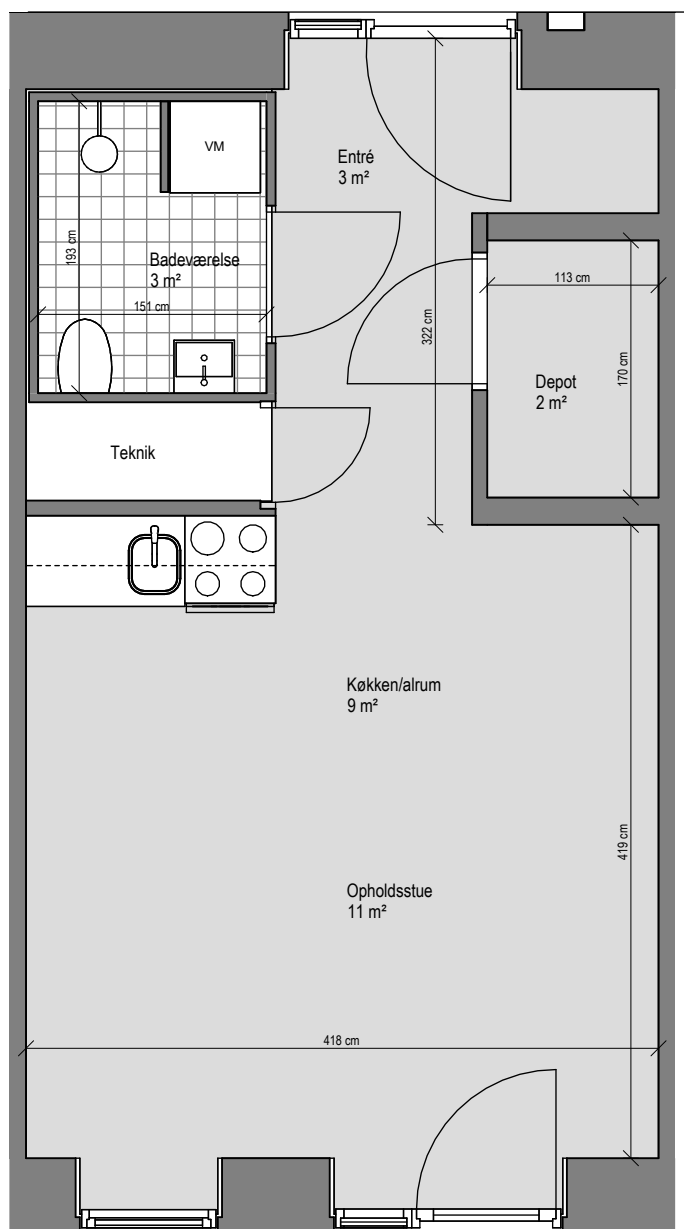 VM
Entré
3 m²
193 cm
Badeværelse
3 m²
151 cm
113 cm
322 cm
170 cm
Depot
2 m²
Teknik
Køkken/alrum
9 m²
419 cm
Opholdsstue
11 m²
418 cm